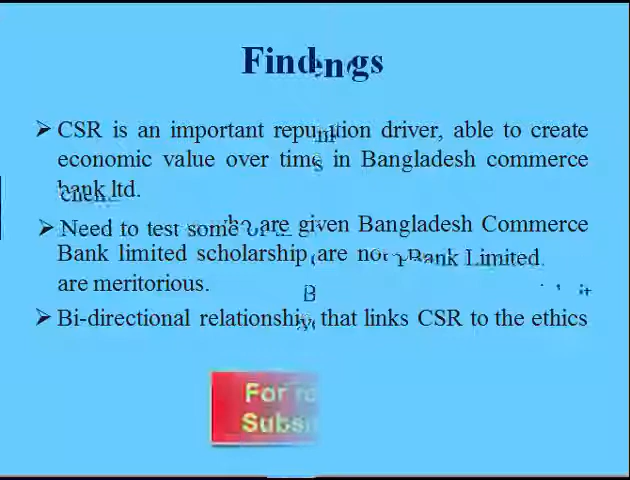 Findings
CSR is an important reputation driver, able to create
economic value over time in Bangladesh commerce
bank ltd.
Need to test some are given Bangladesh Commerce
Bank limited scholarship are not Bank Limited
are meritorious.
Bi-directional relationship that links CSR to the ethics
For